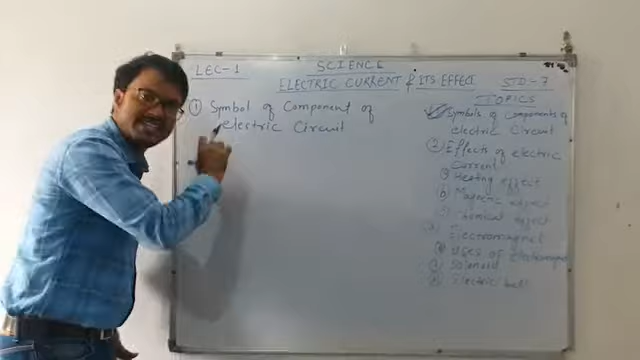 LEC-1
SCIENCE
ELECTRIC CURRENT & ITS EFFECT
STD-7
① Symbol of Component of
electric Circuit
TOPICS
Symbols of components of
electric Circuit
② Effects of electric
current
ⓐ Heating effect
ⓑ Magnetic effect
Chemical effect
Electromagnet
Uses of electromagnet
Solenoid
Electric bell